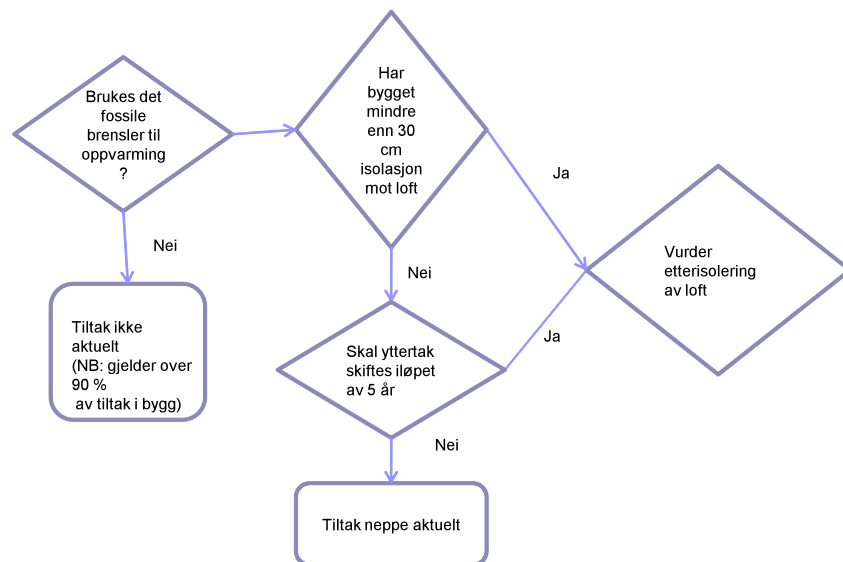 Brukes det
fossile
brensler til
oppvarming
?
Har
bygget
mindre
enn 30
cm
isolasjon
mot loft
Ja
Nei
Nei
Vurder
etterisolering
av loft
Tiltak ikke
aktuelt
(NB: gjelder over
90 %
av tiltak i bygg)
Skal yttertak
skiftes iløpet
av 5 år
Ja
Nei
Tiltak neppe aktuelt